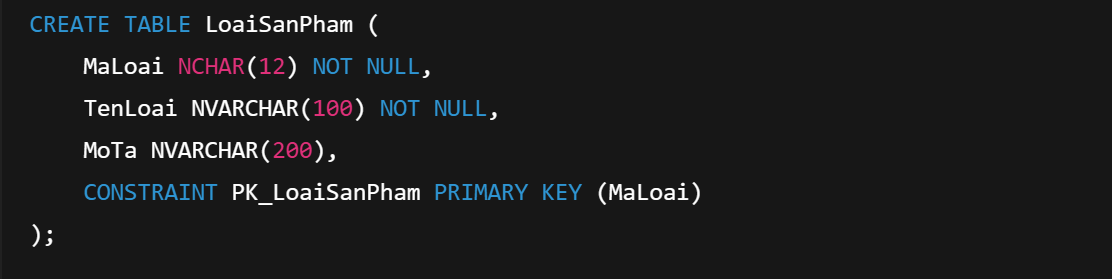 CREATE TABLE LoaiSanPham (
    MaLoai NCHAR(12) NOT NULL,
    TenLoai NVARCHAR(100) NOT NULL,
    MoTa NVARCHAR(200),
    CONSTRAINT PK_LoaiSanPham PRIMARY KEY (MaLoai)
);